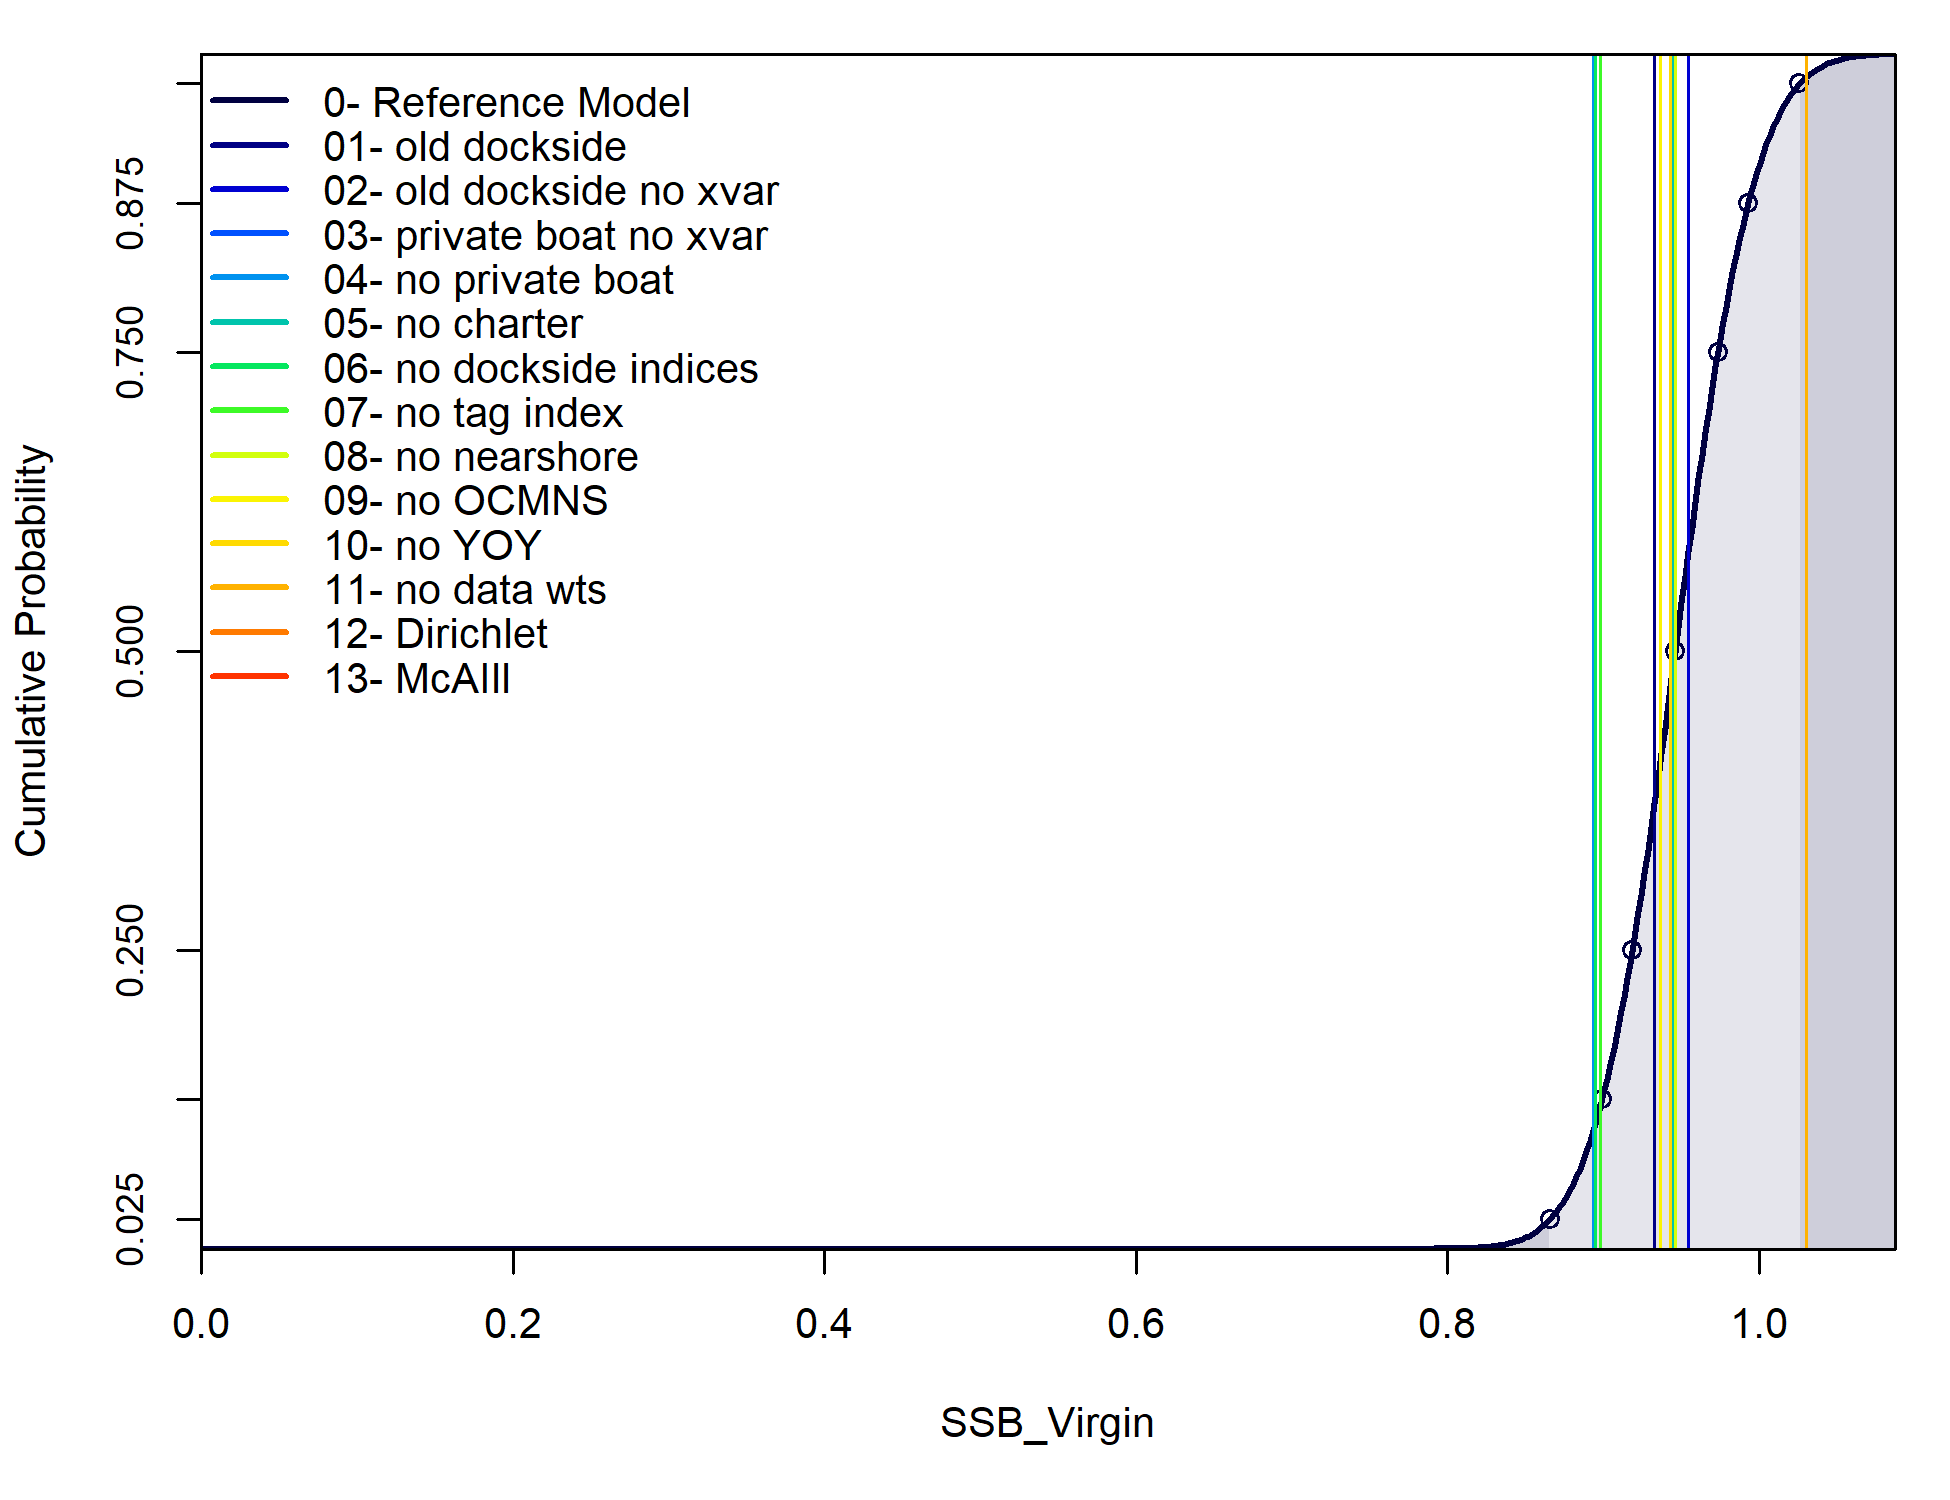 0- Reference Model
01- old dockside
02- old dockside no xvar
03- private boat no xvar
04- no private boat
05- no charter
06- no dockside indices
07- no tag index
08- no nearshore
09- no OCMNS
10- no YOY
11- no data wts
12- Dirichlet
13- McAlll
Cumulative Probability
0.875
0.750
0.500
0.250
0.025
0.0 0.2 0.4 0.6 0.8 1.0
SSB_Virgin